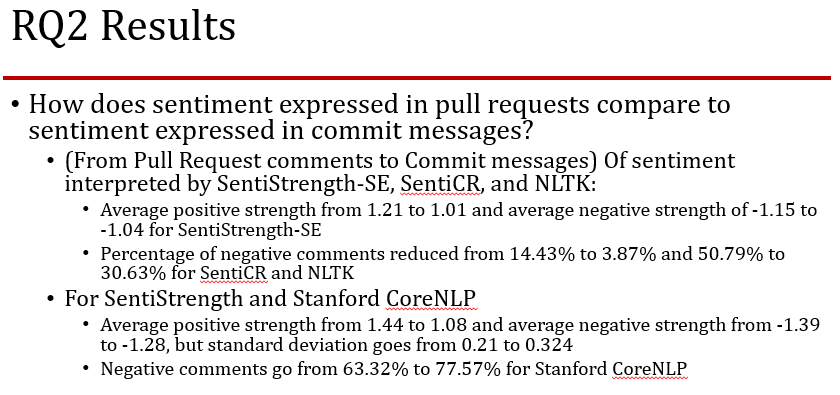 RQ2 Results
• How does sentiment expressed in pull requests compare to
sentiment expressed in commit messages?
• (From Pull Request comments to Commit messages) Of sentiment
interpreted by SentiStrength-SE, SentiCR, and NLTK:
• Average positive strength from 1.21 to 1.01 and average negative strength of -1.15 to
-1.04 for SentiStrength-SE
• Percentage of negative comments reduced from 14.43% to 3.87% and 50.79% to
30.63% for SentiCR and NLTK
• For SentiStrength and Stanford CoreNLP
• Average positive strength from 1.44 to 1.08 and average negative strength from -1.39
to -1.28, but standard deviation goes from 0.21 to 0.324
• Negative comments go from 63.32% to 77.57% for Stanford CoreNLP